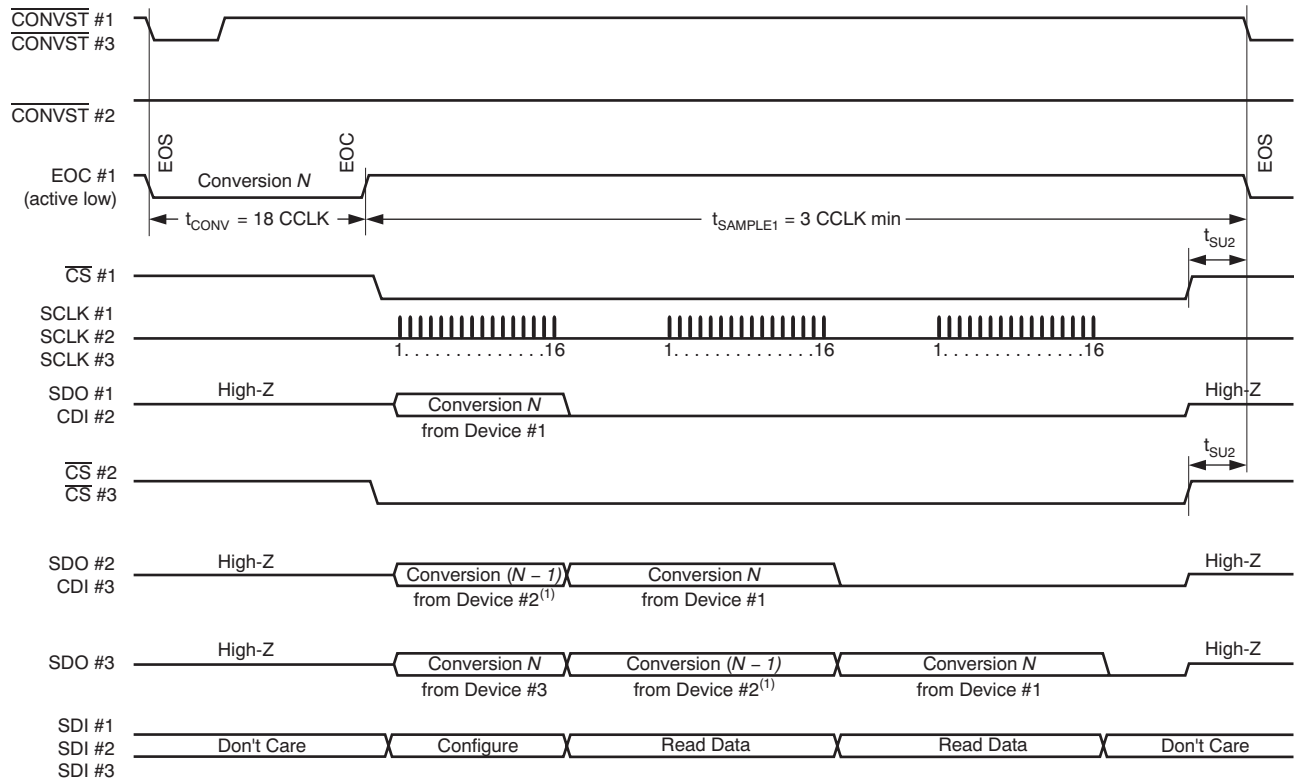 CONVST #1
CONVST #3
CONVST #2
EOS
EOC
EOS
EOC #1
(active low)
Conversion N
tCONV = 18 CCLK
tSAMPLE1 = 3 CCLK min
tSU2
CS #1
SCLK #1
SCLK #2
SCLK #3
1. . . . . . . . . . . . . .16
1. . . . . . . . . . . . . .16
1. . . . . . . . . . . . . .16
SDO #1
CDI #2
High-Z
Conversion N
from Device #1
High-Z
tSU2
CS #2
CS #3
SDO #2
CDI #3
High-Z
Conversion (N − 1)
from Device #2(1)
Conversion N
from Device #1
High-Z
SDO #3
High-Z
Conversion N
from Device #3
Conversion (N − 1)
from Device #2(1)
Conversion N
from Device #1
High-Z
SDI #1
SDI #2
SDI #3
Don't Care
Configure
Read Data
Read Data
Don't Care